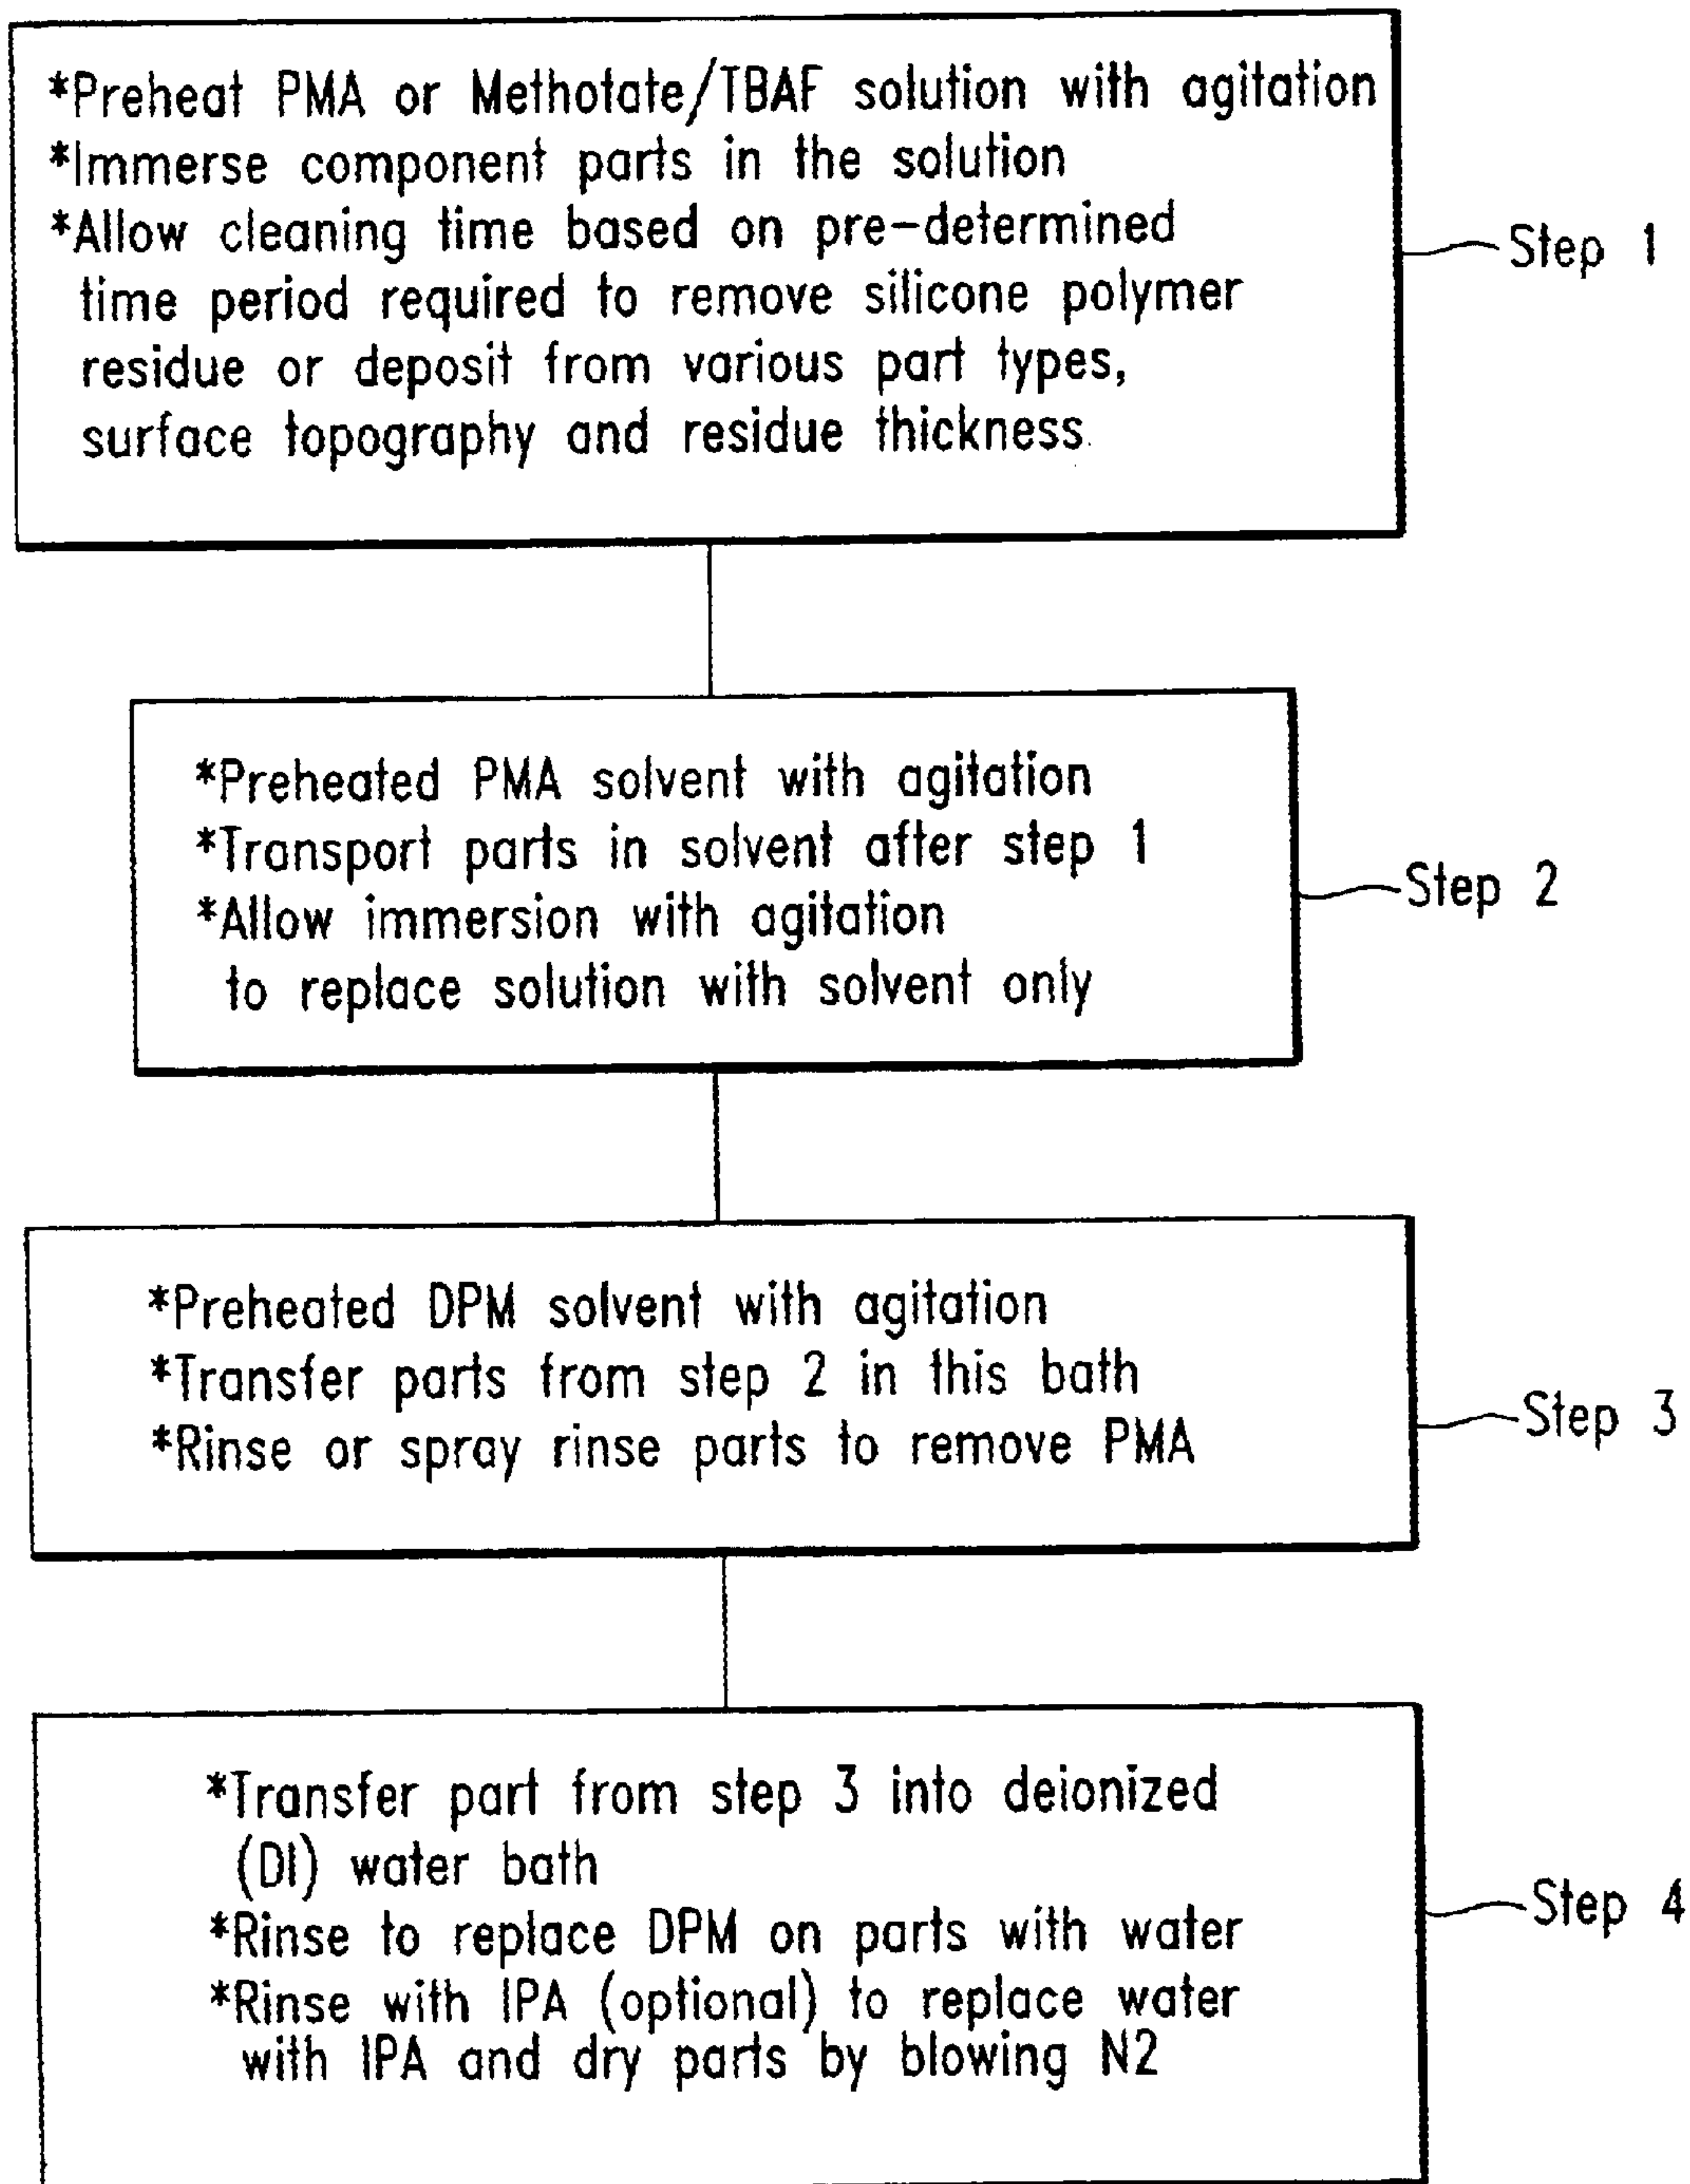 *Preheat PMA or Methotate/TBAF solution with agitation
*Immerse component parts in the solution
*Allow cleaning time based on pre-determined
time period required to remove silicone polymer
residue or deposit from various part types,
surface topography and residue thickness.
Step 1
*Preheated PMA solvent with agitation
*Transport parts in solvent after step 1
*Allow immersion with agitation
to replace solution with solvent only
Step 2
*Preheated DPM solvent with agitation
*Transfer parts from step 2 in this bath
*Rinse or spray rinse parts to remove PMA
Step 3
*Transfer part from step 3 into deionized
(DI) water bath
*Rinse to replace DPM on parts with water
*Rinse with IPA (optional) to replace water
with IPA and dry parts by blowing N2
Step 4